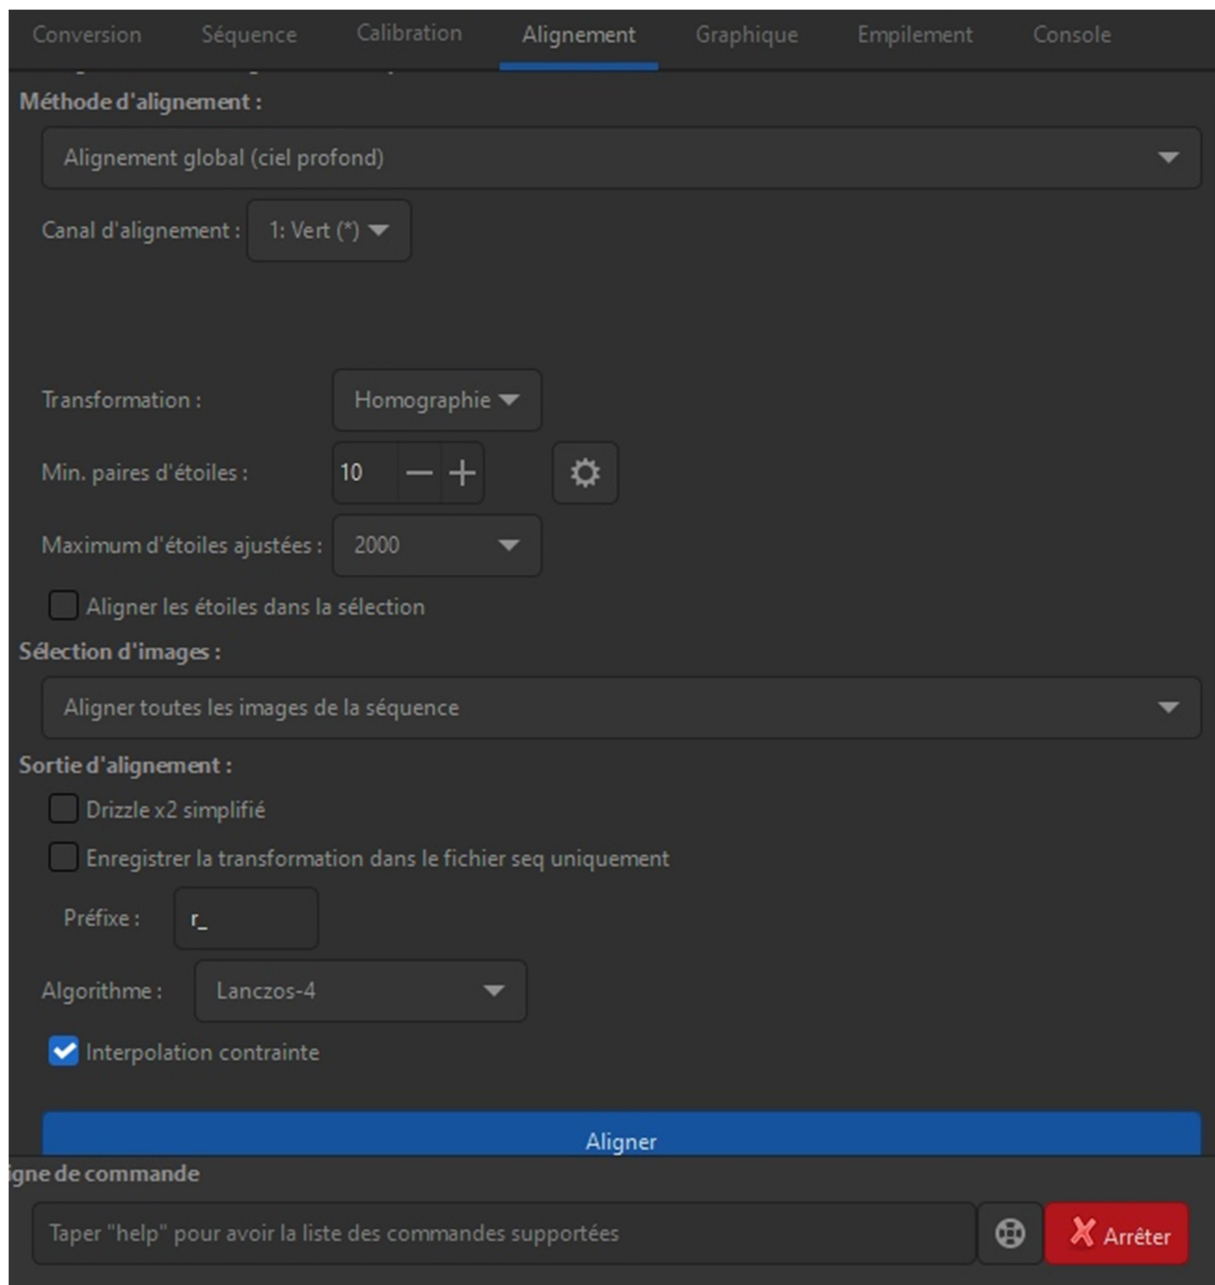 Conversion Séquence Calibration Alignement Graphique Empilement Console
Méthode d'alignement :
Alignement global (ciel profond)
Canal d'alignement : 1: Vert (*)
Transformation : Homographie
Min. paires d'étoiles : 10 — +
Maximum d'étoiles ajustées : 2000
Aligner les étoiles dans la sélection
Sélection d'images :
Aligner toutes les images de la séquence
Sortie d'alignement :
Drizzle x2 simplifié
Enregistrer la transformation dans le fichier seq uniquement
Préfixe : r_
Algorithme : Lanczos-4
Interpolation contrainte
Aligner
igne de commande
Taper "help" pour avoir la liste des commandes supportées Arrêter